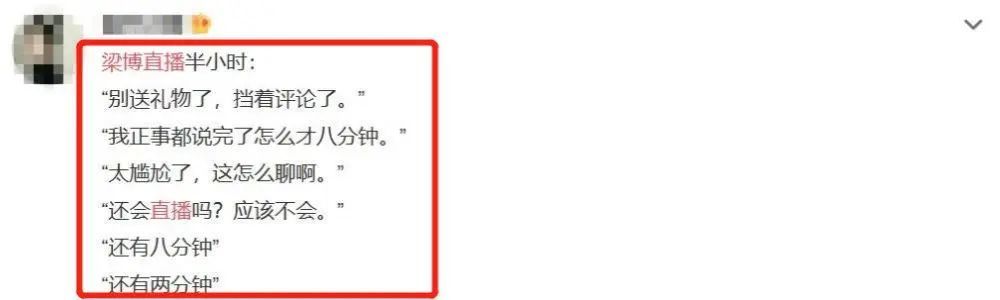 梁博直播半小时：
“别送礼物了，挡着评论了。”
“我正事都说完了怎么才八分钟。”
“太尴尬了，这怎么聊啊。”
“还会直播吗？应该不会。”
“还有八分钟”
“还有两分钟”